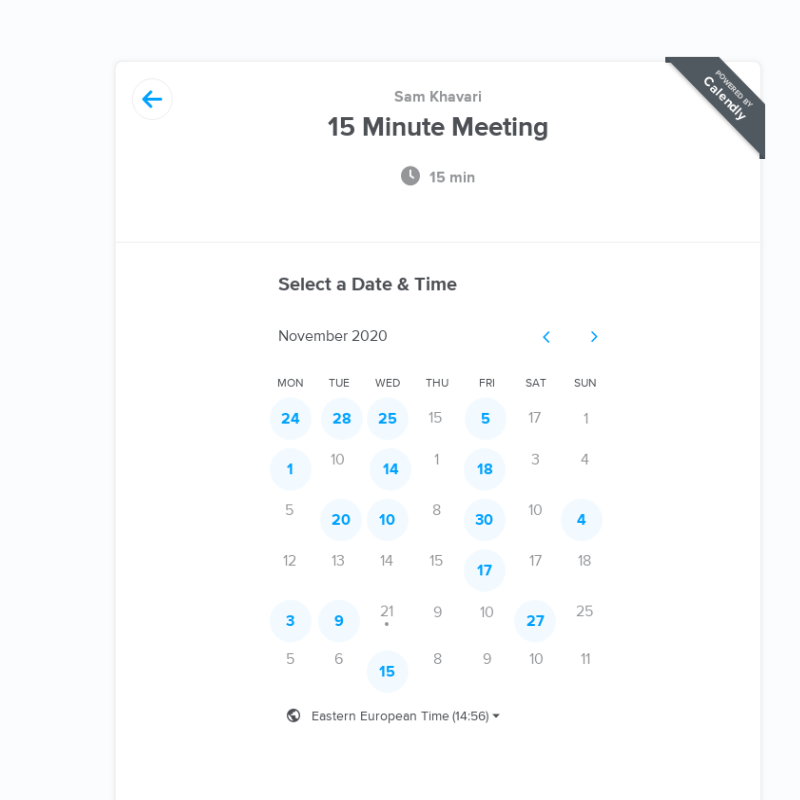 POWERED BY
Calendly
Sam Khavari
15 Minute Meeting
15 min
Select a Date & Time
November 2020
MON TUE WED THU FRI SAT SUN
24 28 25 15 5 17 1
1 10 14 1 18 3 4
5 20 10 8 30 10 4
12 13 14 15 17 17 18
3 9 21 9 10 27 25
5 6 15 8 9 10 11
Eastern European Time (14:56)